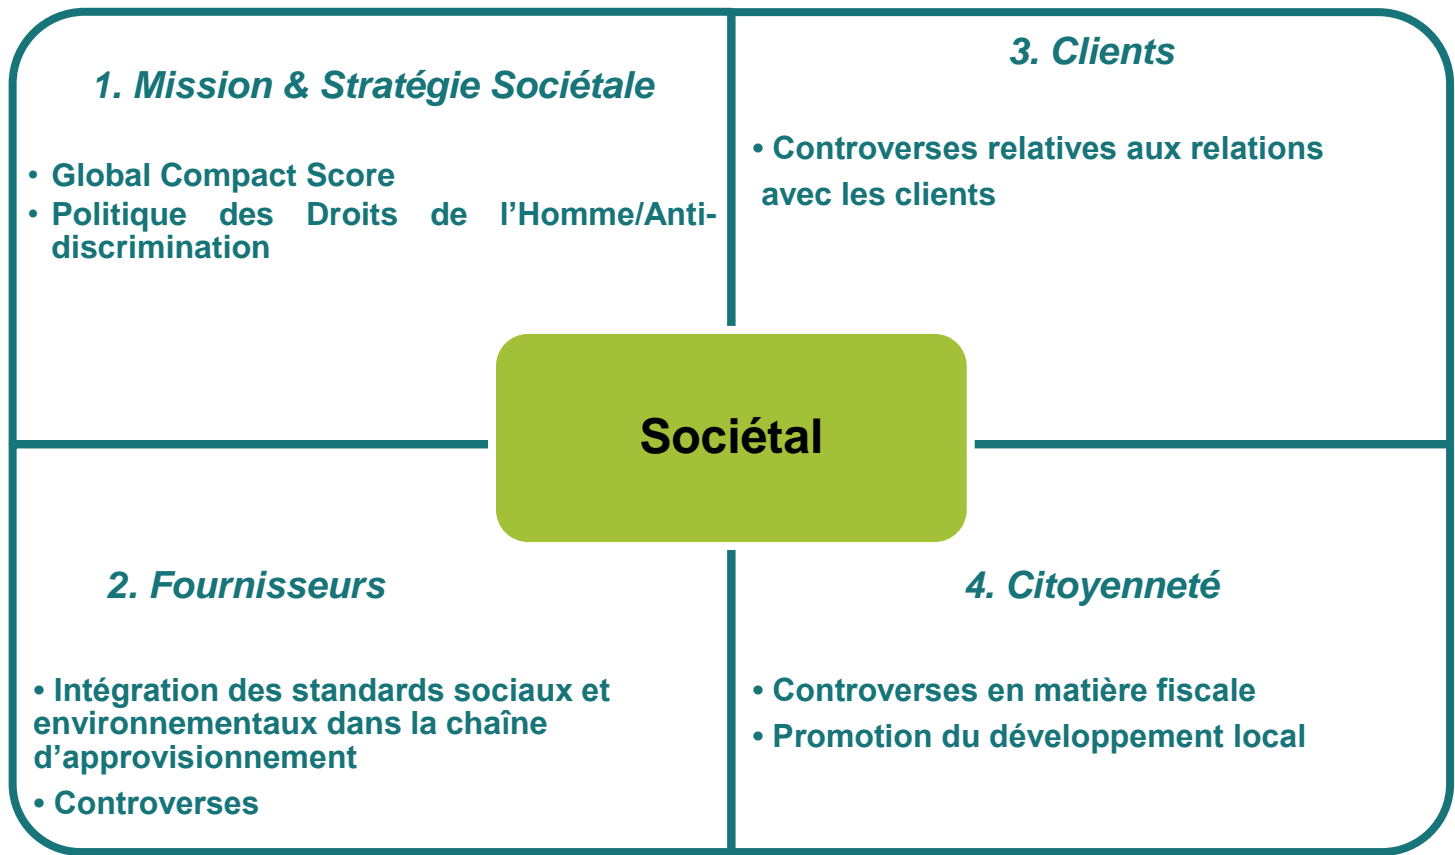 1. Mission & Stratégie Sociétale
• Global Compact Score
• Politique des Droits de l’Homme/Anti-
discrimination
3. Clients
• Controverses relatives aux relations
avec les clients
Sociétal
2. Fournisseurs
• Intégration des standards sociaux et
environnementaux dans la chaîne
d’approvisionnement
• Controverses
4. Citoyenneté
• Controverses en matière fiscale
• Promotion du développement local